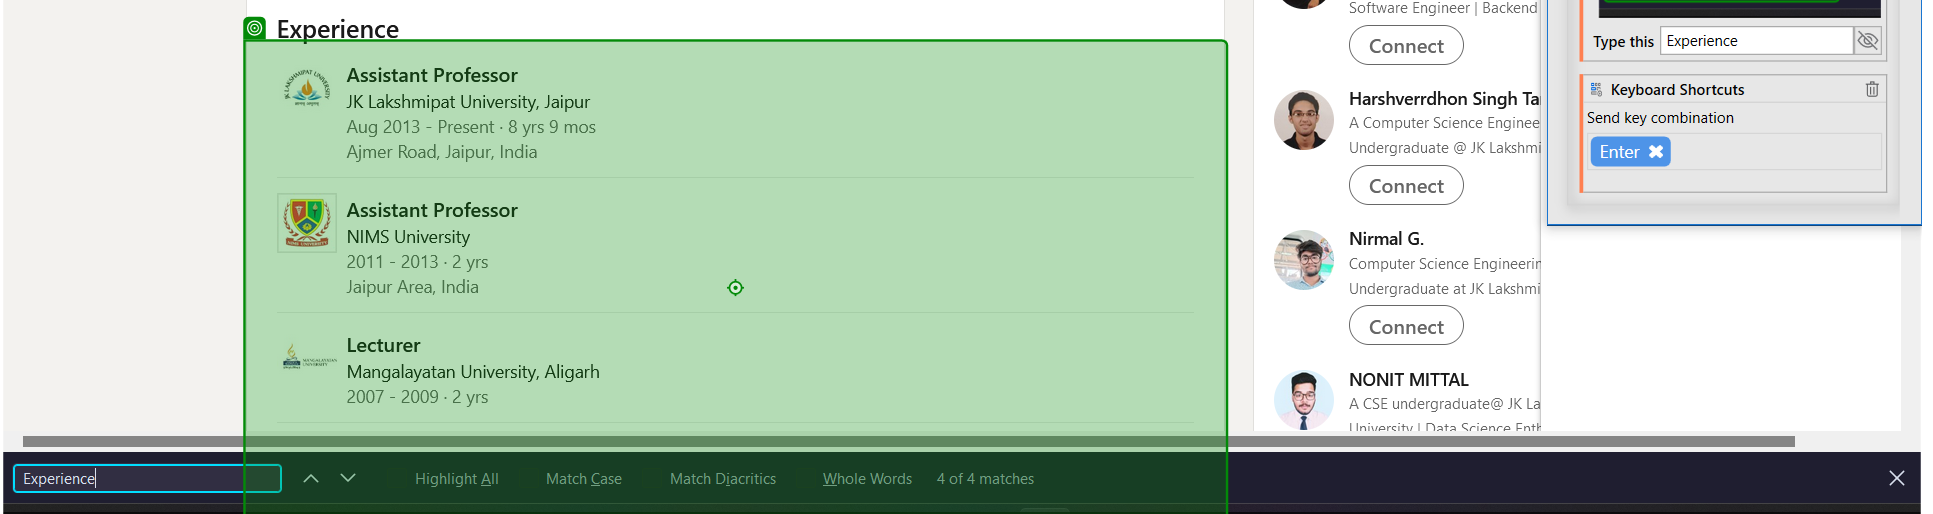 Experience
Assistant Professor
JK Lakshmipat University, Jaipur
Aug 2013 - Present · 8 yrs 9 mos
Ajmer Road, Jaipur, India
Assistant Professor
NIMS University
2011 - 2013 · 2 yrs
Jaipur Area, India
Lecturer
Mangalayatan University, Aligarh
2007 - 2009 · 2 yrs
Software Engineer | Backend
Connect
Harshverrdhon Singh Ta
A Computer Science Enginee
Undergraduate @ JK Lakshmi
Connect
Nirmal G.
Computer Science Engineerin
Undergraduate at JK Lakshmi
Connect
NONIT MITTAL
A CSE undergraduate@ JK La
University | Data Science Enth
Type this Experience
Keyboard Shortcuts
Send key combination
Enter
Experience Highlight All Match Case Match Diacritics Whole Words 4 of 4 matches